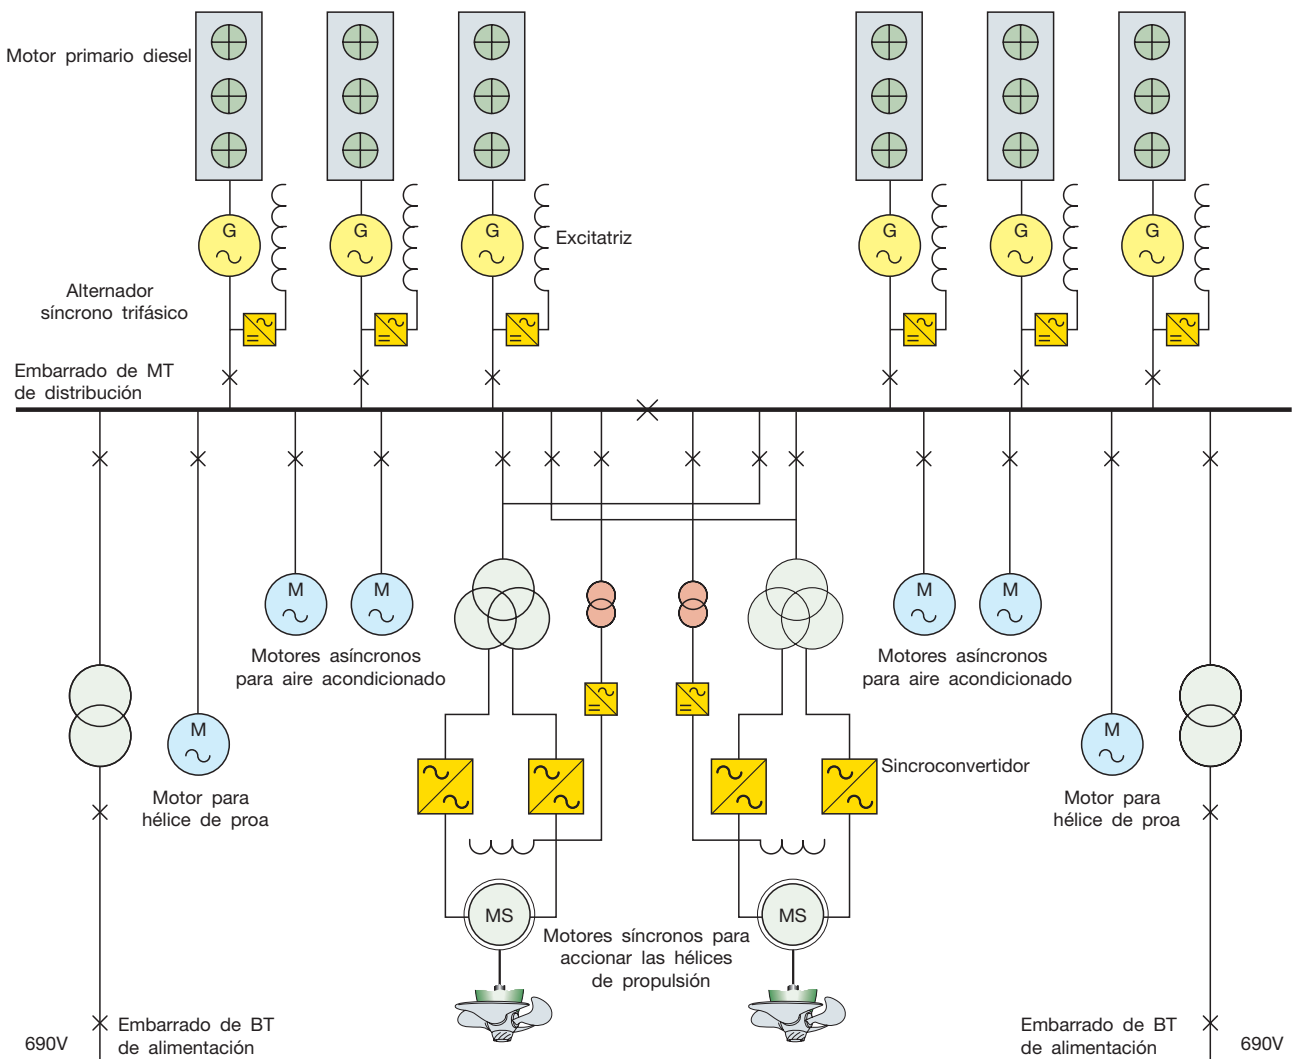 Motor primario diesel
G
G
G
G
G
G
Excitatriz
Alternador
síncrono trifásico
Embarrado de MT
de distribución
M
M
M
M
Motores asíncronos
para aire acondicionado
Motores asíncronos
para aire acondicionado
M
M
Sincroconvertidor
Motor para
hélice de proa
Motor para
hélice de proa
MS
MS
Motores síncronos para
accionar las hélices
de propulsión
690V
Embarrado de BT
de alimentación
Embarrado de BT
de alimentación
690V